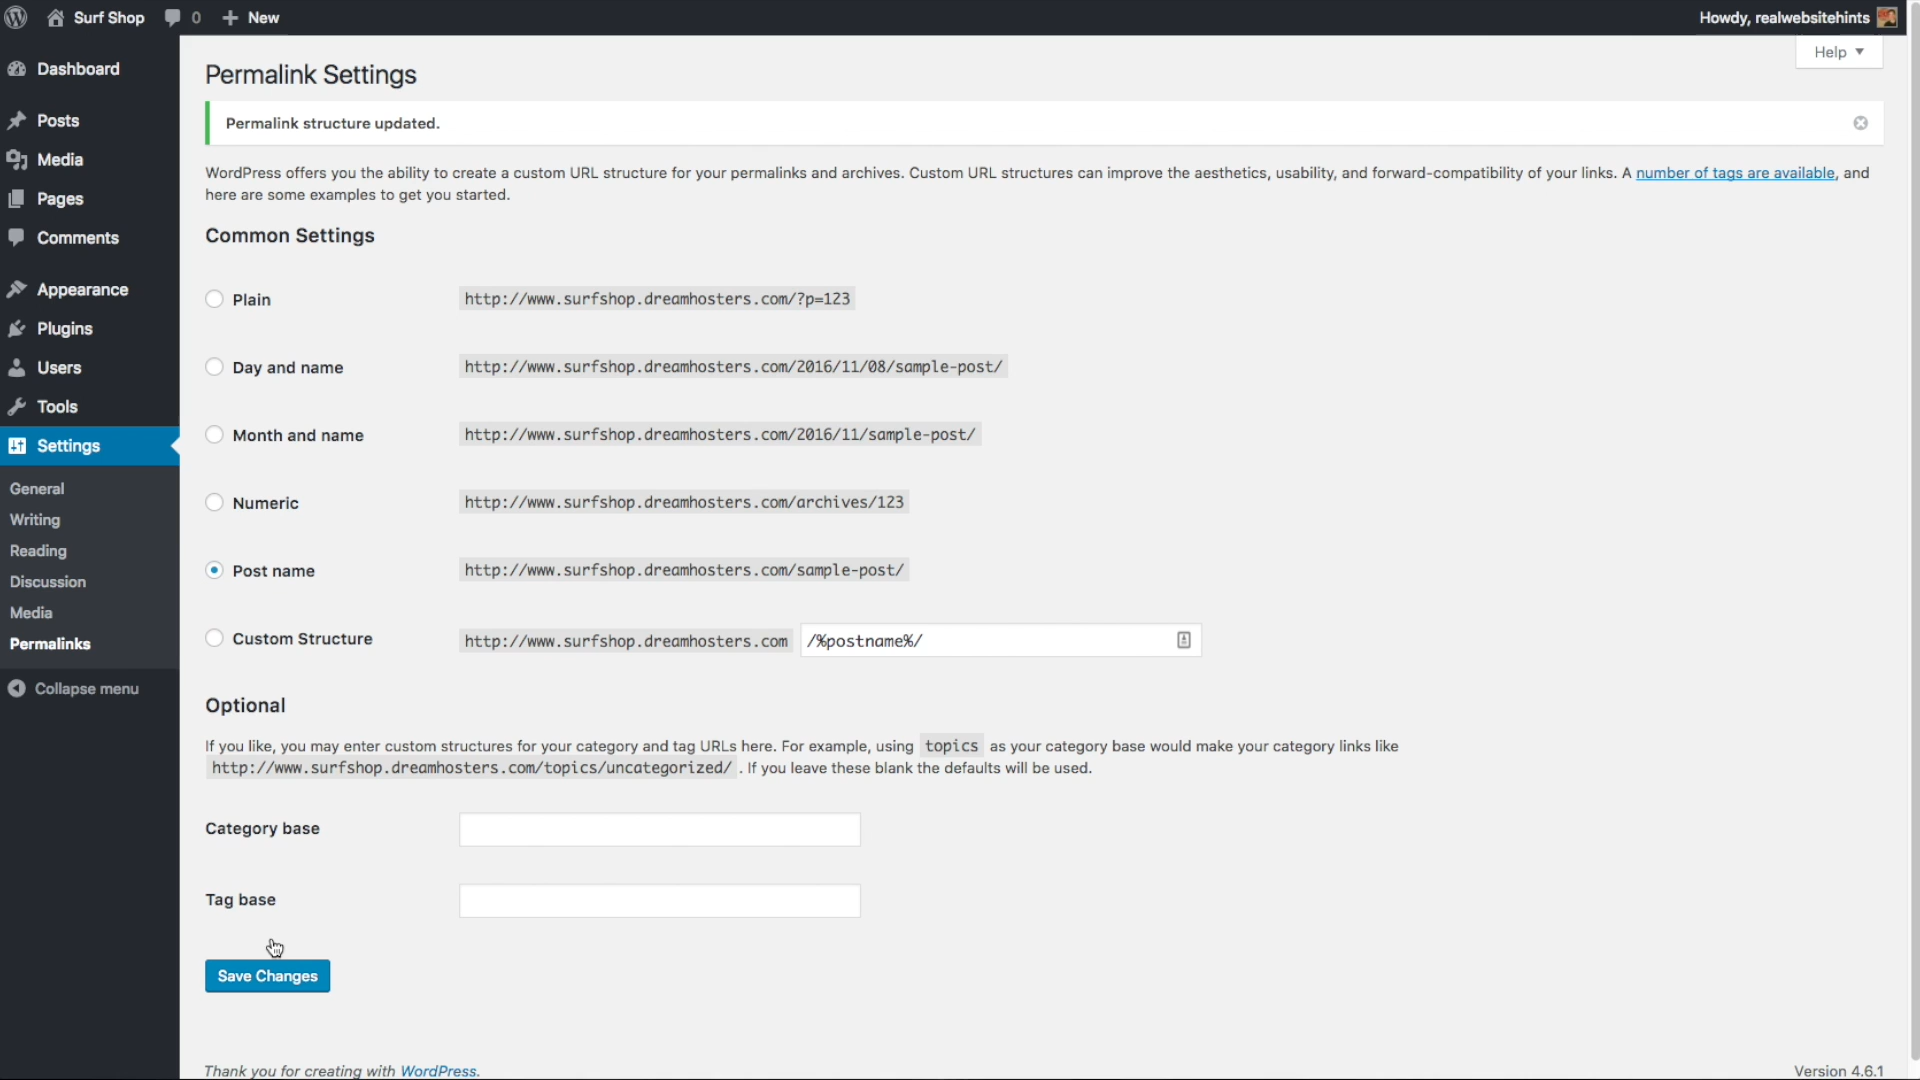 Surf Shop 0 New Howdy, realwebsitehints
Help
Dashboard
Posts
Media
Pages
Comments
Appearance
Plugins
Users
Tools
Settings
General
Writing
Reading
Discussion
Media
Permalinks
Collapse menu
Permalink Settings
Permalink structure updated.
WordPress offers you the ability to create a custom URL structure for your permalinks and archives. Custom URL structures can improve the aesthetics, usability, and forward-compatibility of your links. A number of tags are available, and
here are some examples to get you started.
Common Settings
Plain http://www.surfshop.dreamhosters.com/?p=123
Day and name http://www.surfshop.dreamhosters.com/2016/11/08/sample-post/
Month and name http://www.surfshop.dreamhosters.com/2016/11/sample-post/
Numeric http://www.surfshop.dreamhosters.com/archives/123
Post name http://www.surfshop.dreamhosters.com/sample-post/
Custom Structure http://www.surfshop.dreamhosters.com /%postname%/
Optional
If you like, you may enter custom structures for your category and tag URLs here. For example, using topics as your category base would make your category links like
http://www.surfshop.dreamhosters.com/topics/uncategorized/ . If you leave these blank the defaults will be used.
Category base
Tag base
Save Changes
Thank you for creating with WordPress. Version 4.6.1